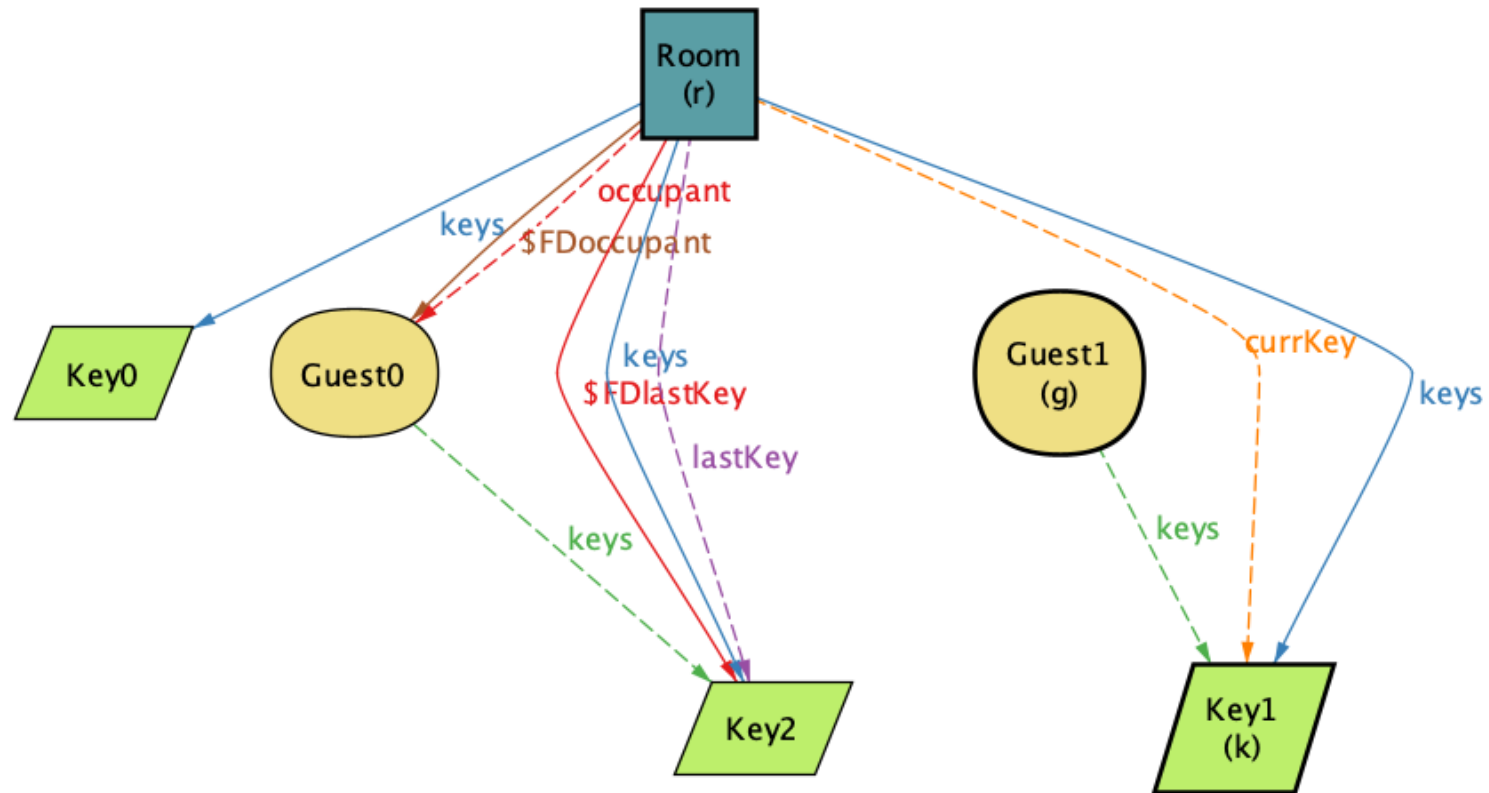 Room
(r)
occupant
keys
$FDoccupant
currKey
keys
$FDlastKey
keys
Key0
Guest0
Guest1
(g)
lastKey
keys
keys
Key2
Key1
(k)